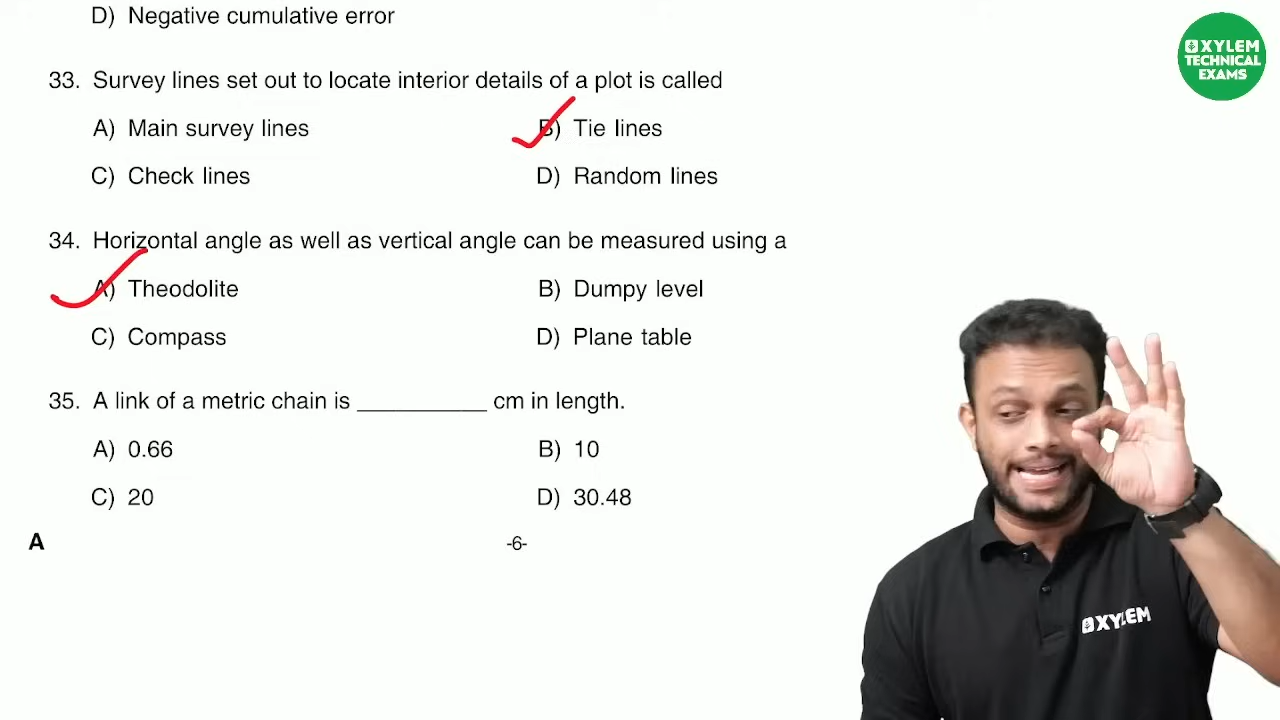 D) Negative cumulative error
XYLEM
TECHNICAL
EXAMS
33. Survey lines set out to locate interior details of a plot is called
A) Main survey lines B) Tie lines
C) Check lines D) Random lines
34. Horizontal angle as well as vertical angle can be measured using a
A) Theodolite B) Dumpy level
C) Compass D) Plane table
35. A link of a metric chain is __________ cm in length.
A) 0.66 B) 10
C) 20 D) 30.48
A -6-
XYLEM